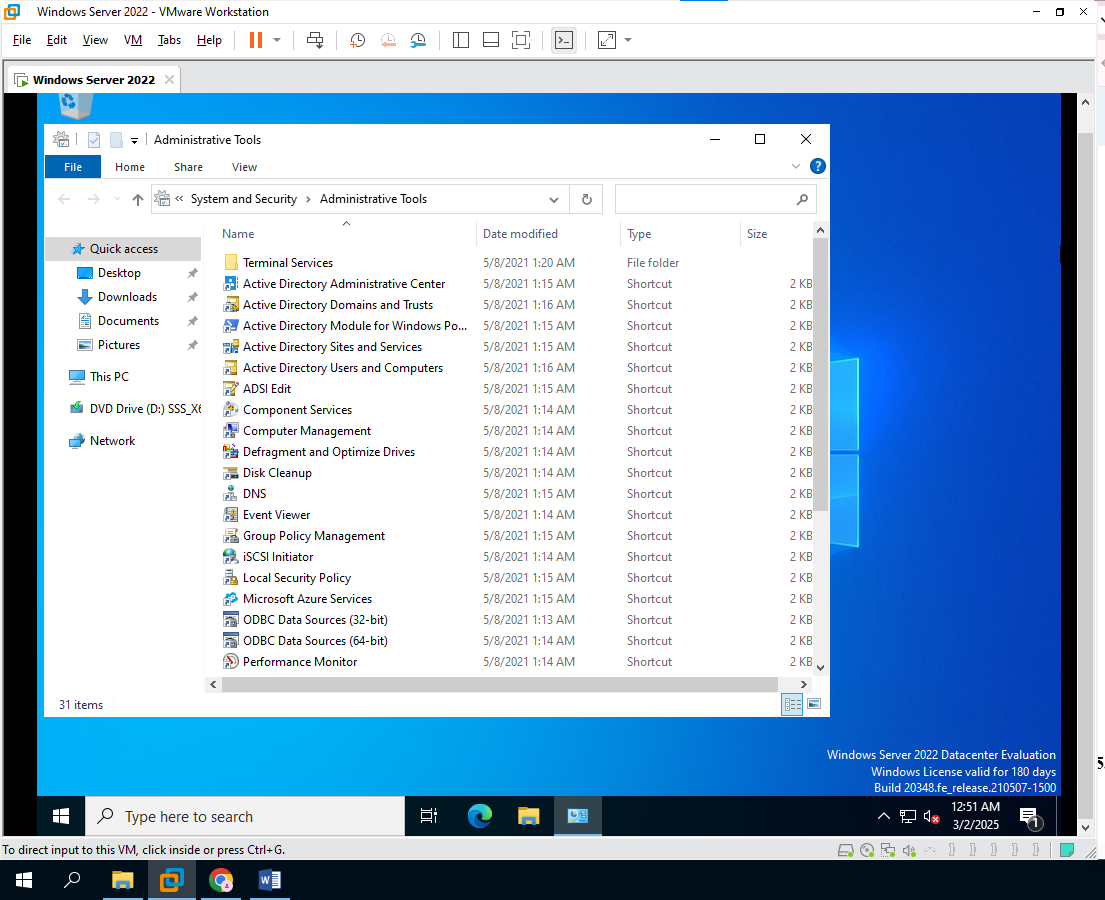 Windows Server 2022 - VMware Workstation
File Edit View VM Tabs Help
Windows Server 2022
Administrative Tools
File Home Share View
« System and Security › Administrative Tools
Name Date modified Type Size
Quick access
Desktop
Downloads
Documents
Pictures
This PC
DVD Drive (D:) SSS_X6
Network
Terminal Services 5/8/2021 1:20 AM File folder
Active Directory Administrative Center 5/8/2021 1:15 AM Shortcut 2 KB
Active Directory Domains and Trusts 5/8/2021 1:16 AM Shortcut 2 KB
Active Directory Module for Windows Po... 5/8/2021 1:15 AM Shortcut 2 KB
Active Directory Sites and Services 5/8/2021 1:15 AM Shortcut 2 KB
Active Directory Users and Computers 5/8/2021 1:16 AM Shortcut 2 KB
ADSI Edit 5/8/2021 1:15 AM Shortcut 2 KB
Component Services 5/8/2021 1:14 AM Shortcut 2 KB
Computer Management 5/8/2021 1:14 AM Shortcut 2 KB
Defragment and Optimize Drives 5/8/2021 1:14 AM Shortcut 2 KB
Disk Cleanup 5/8/2021 1:14 AM Shortcut 2 KB
DNS 5/8/2021 1:15 AM Shortcut 2 KB
Event Viewer 5/8/2021 1:14 AM Shortcut 2 KB
Group Policy Management 5/8/2021 1:15 AM Shortcut 2 KB
iSCSI Initiator 5/8/2021 1:14 AM Shortcut 2 KB
Local Security Policy 5/8/2021 1:15 AM Shortcut 2 KB
Microsoft Azure Services 5/8/2021 1:15 AM Shortcut 2 KB
ODBC Data Sources (32-bit) 5/8/2021 1:13 AM Shortcut 2 KB
ODBC Data Sources (64-bit) 5/8/2021 1:14 AM Shortcut 2 KB
Performance Monitor 5/8/2021 1:14 AM Shortcut 2 KB
31 items
Windows Server 2022 Datacenter Evaluation
Windows License valid for 180 days
Build 20348.fe_release.210507-1500
Type here to search
12:51 AM
3/2/2025
1
To direct input to this VM, click inside or press Ctrl+G.